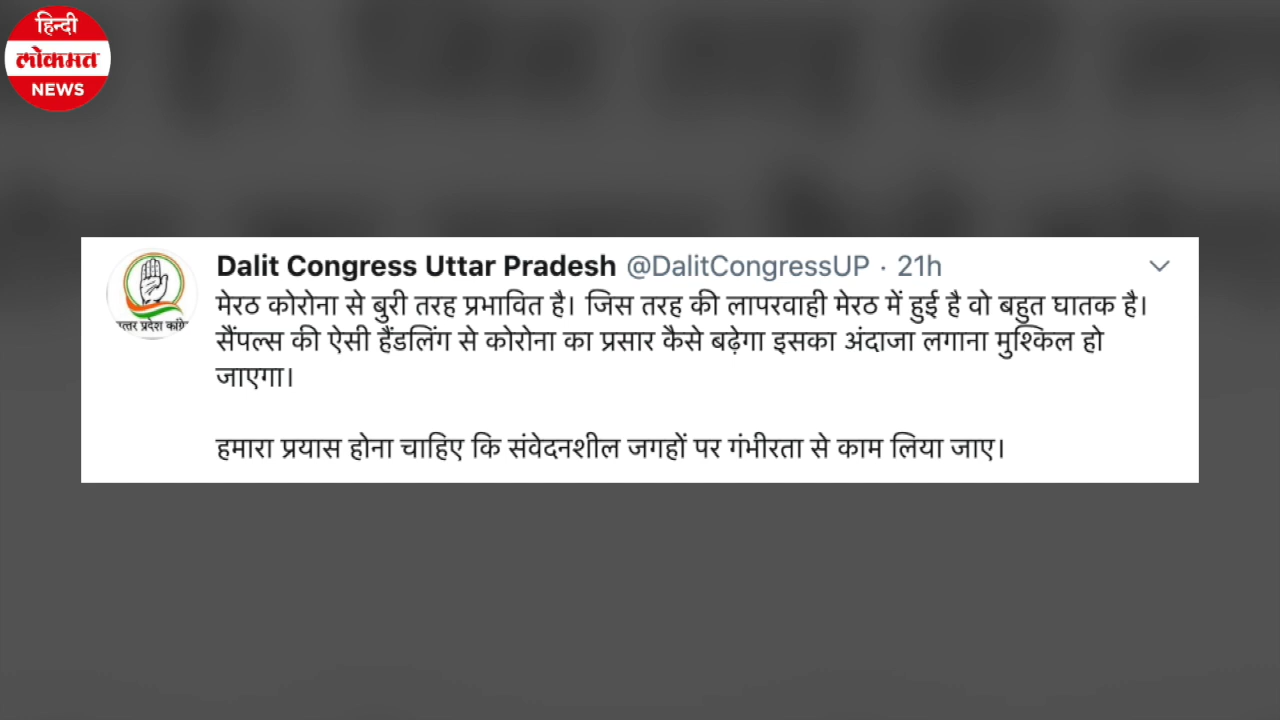 हिन्दी
लोकमत
NEWS
Dalit Congress Uttar Pradesh @DalitCongressUP · 21h
मेरठ कोरोना से बुरी तरह प्रभावित है। जिस तरह की लापरवाही मेरठ में हुई है वो बहुत घातक है।
सैंपल्स की ऐसी हैंडलिंग से कोरोना का प्रसार कैसे बढ़ेगा इसका अंदाजा लगाना मुश्किल हो
जाएगा।
हमारा प्रयास होना चाहिए कि संवेदनशील जगहों पर गंभीरता से काम लिया जाए।
प्रदेश